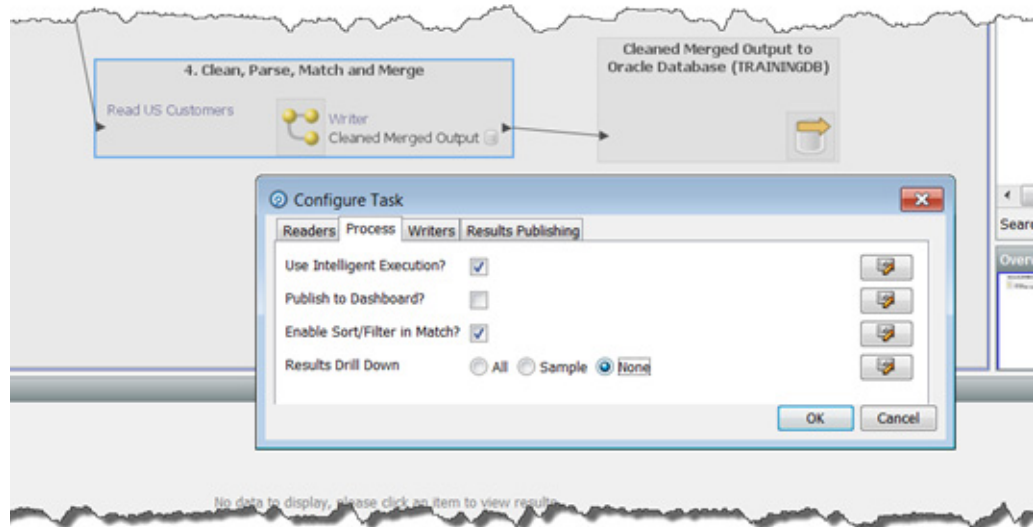 4. Clean, Parse, Match and Merge
Read US Customers
Writer
Cleaned Merged Output
Cleaned Merged Output to
Oracle Database (TRAININGDB)
Configure Task
Readers Process Writers Results Publishing
Use Intelligent Execution?
Publish to Dashboard?
Enable Sort/Filter in Match?
Results Drill Down All Sample None
OK Cancel
No data to display, please click an item to view results